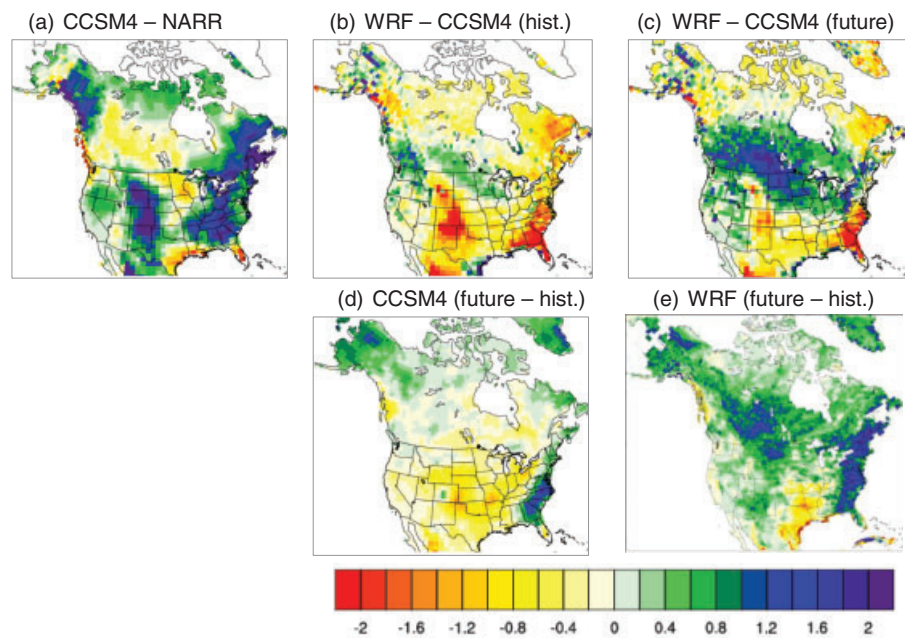 (a) CCSM4 – NARR
(b) WRF – CCSM4 (hist.)
(c) WRF – CCSM4 (future)
(d) CCSM4 (future – hist.)
(e) WRF (future – hist.)
-2 -1.6 -1.2 -0.8 -0.4 0 0.4 0.8 1.2 1.6 2